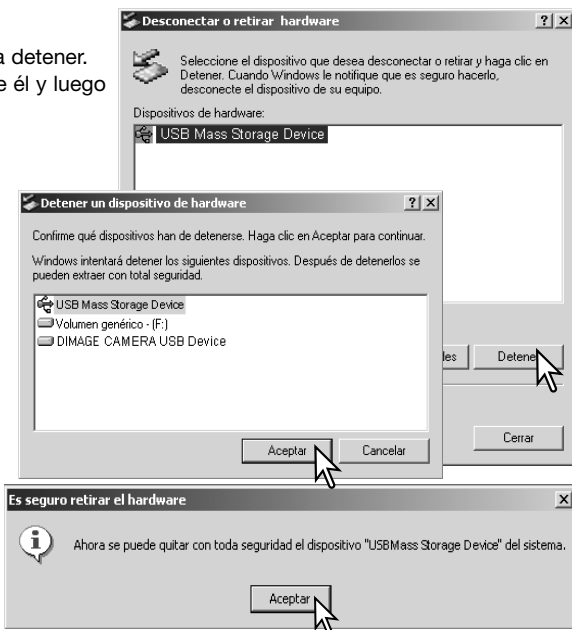 a detener.
e él y luego
Desconectar o retirar hardware
Seleccione el dispositivo que desea desconectar o retirar y haga clic en
Detener. Cuando Windows le notifique que es seguro hacerlo,
desconecte el dispositivo de su equipo.
Dispositivos de hardware:
USB Mass Storage Device
Detener un dispositivo de hardware
Confirme qué dispositivos han de detenerse. Haga clic en Aceptar para continuar.
Windows intentará detener los siguientes dispositivos. Después de detenerlos se
pueden extraer con total seguridad.
USB Mass Storage Device
Volumen genérico - (F:)
DIMAGE CAMERA USB Device
Aceptar
Cancelar
les
Detene
Cerrar
Es seguro retirar el hardware
Ahora se puede quitar con toda seguridad el dispositivo "USBMass Storage Device" del sistema.
Aceptar